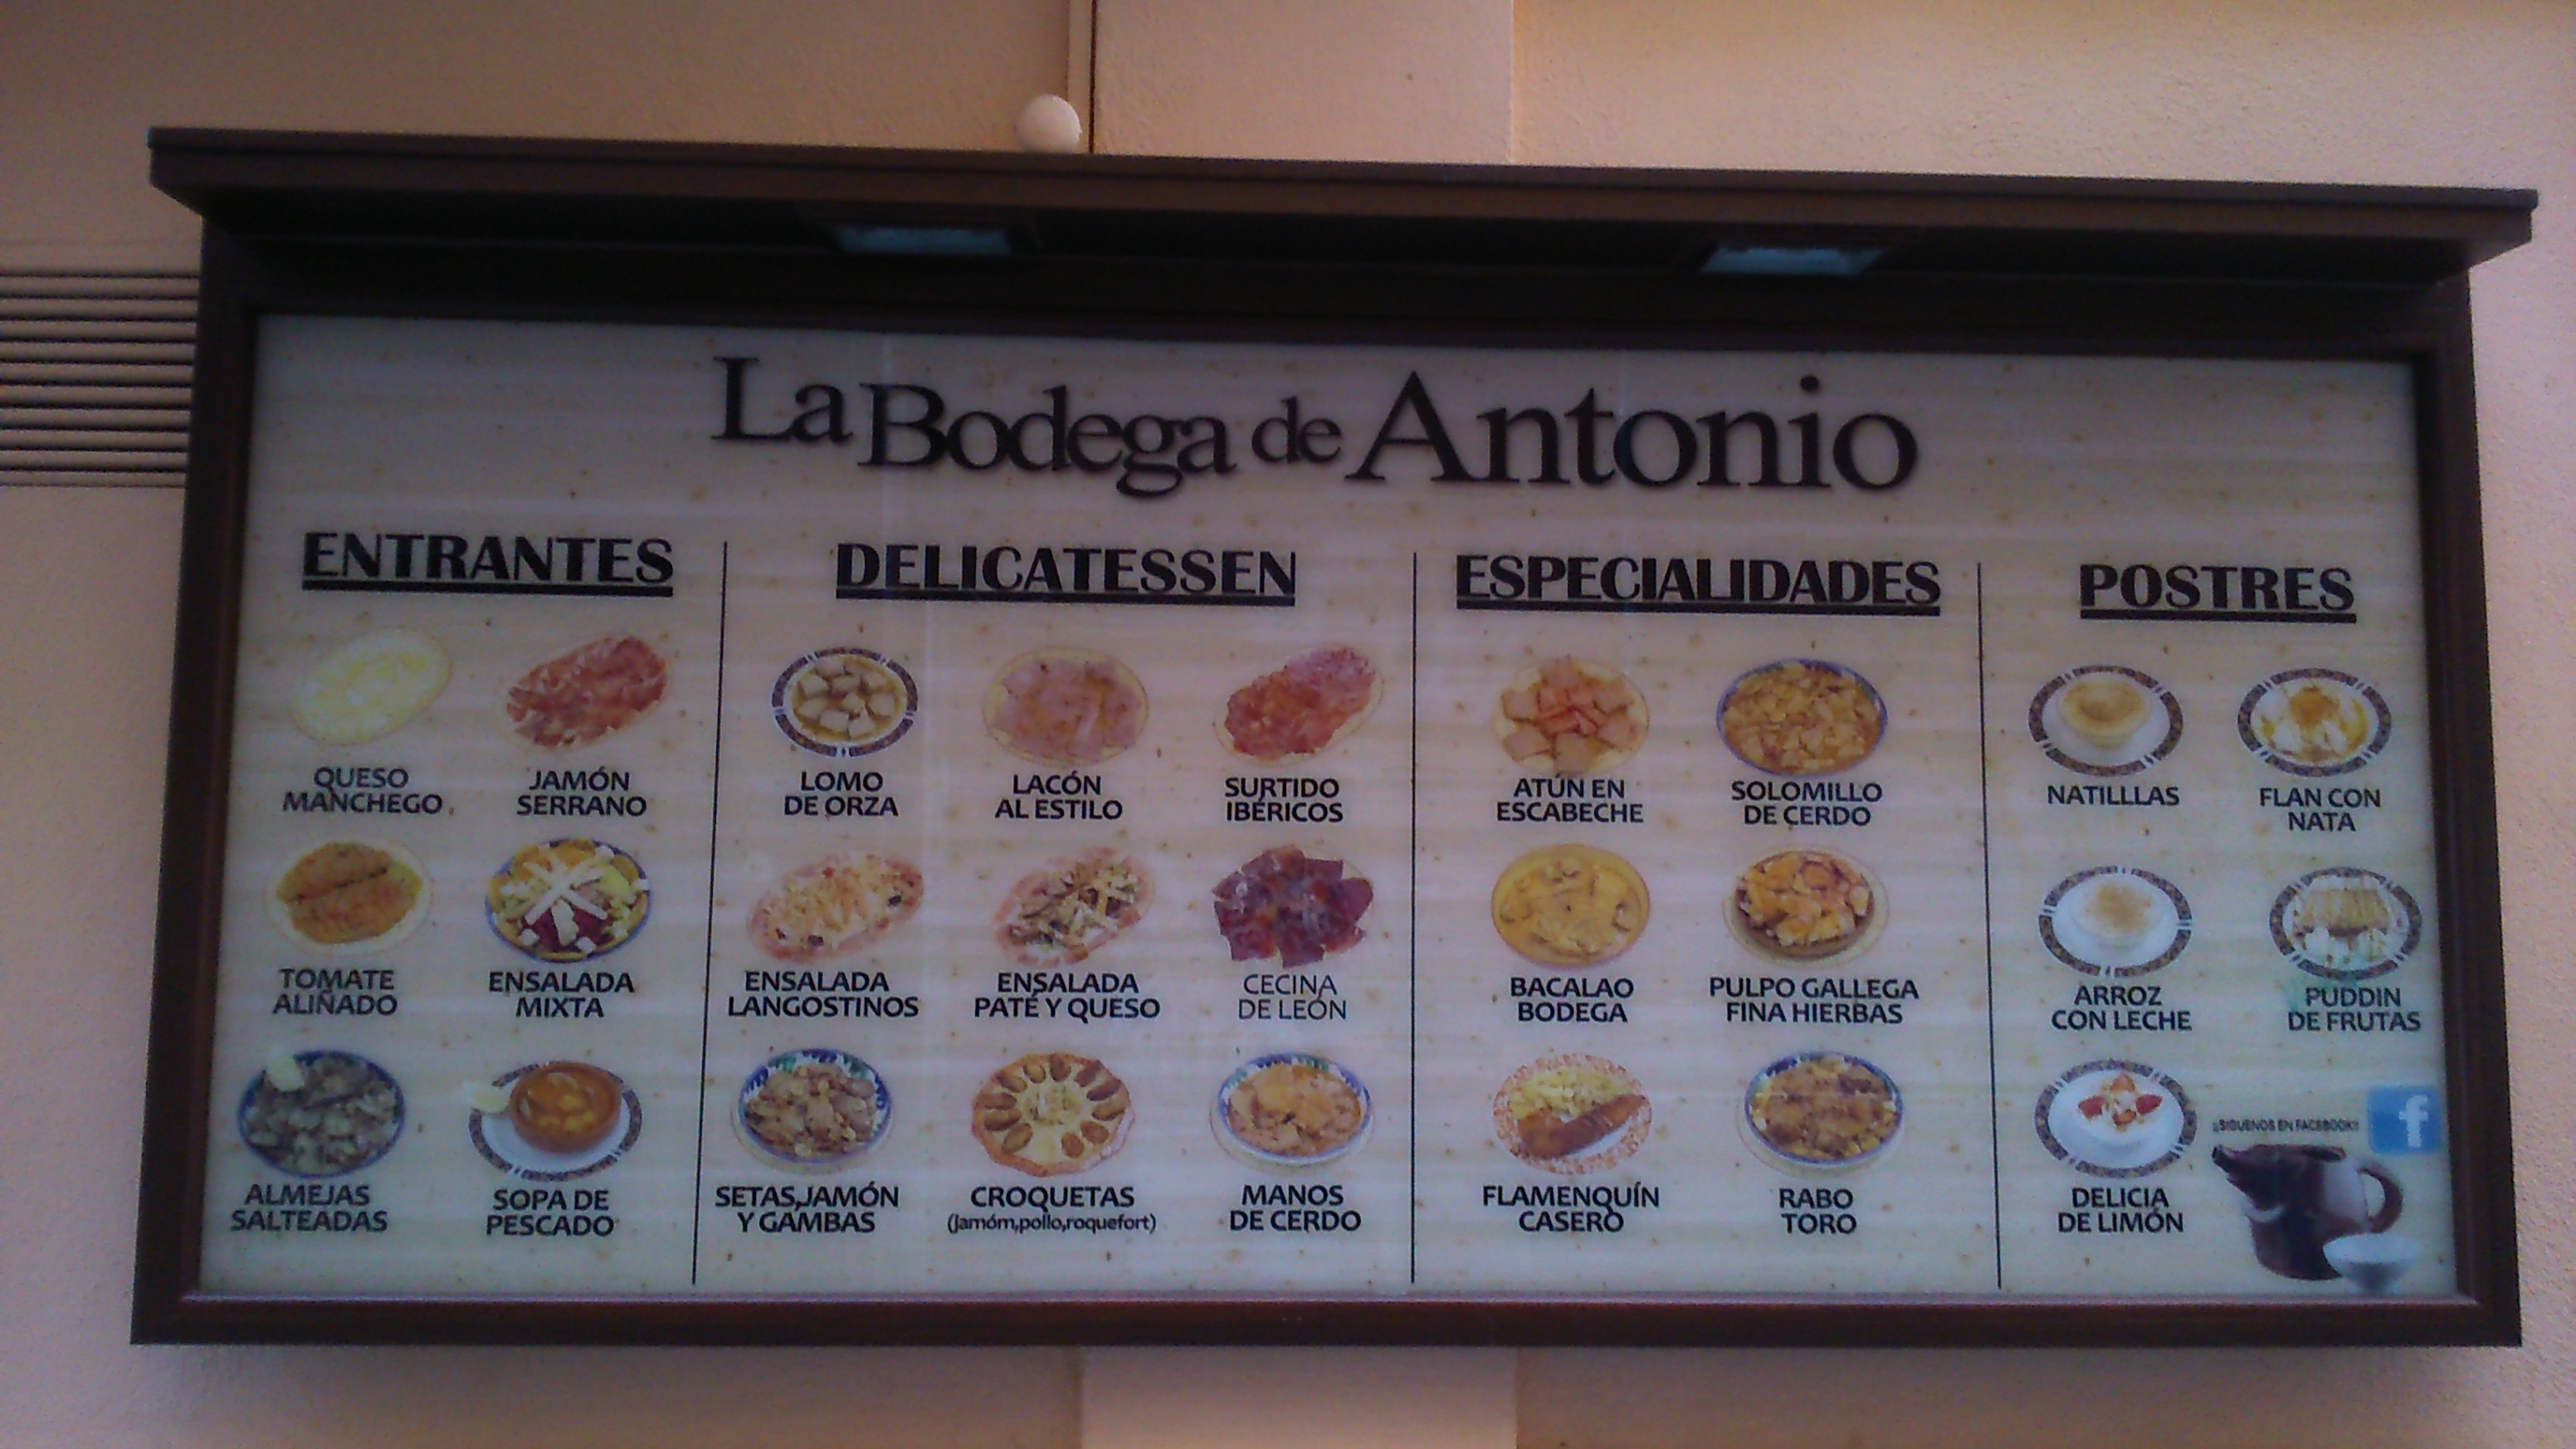 La Bodega de Antonio
ENTRANTES
QUESO
MANCHEGO
JAMÓN
SERRANO
TOMATE
ALIÑADO
ENSALADA
MIXTA
ALMEJAS
SALTEADAS
SOPA DE
PESCADO
DELICATESSEN
LOMO
DE ORZA
LACÓN
AL ESTILO
SURTIDO
IBÉRICOS
ENSALADA
LANGOSTINOS
ENSALADA
PATÉ Y QUESO
CECINA
DE LEÓN
SETAS,JAMÓN
Y GAMBAS
CROQUETAS
(Jamóm,pollo,roquefort)
MANOS
DE CERDO
ESPECIALIDADES
ATÚN EN
ESCABECHE
SOLOMILLO
DE CERDO
BACALAO
BODEGA
PULPO GALLEGA
FINA HIERBAS
FLAMENQUÍN
CASERO
RABO
TORO
POSTRES
NATILLLAS
FLAN CON
NATA
ARROZ
CON LECHE
PUDDIN
DE FRUTAS
DELICIA
DE LIMÓN
¡¡SIGUENOS EN FACEBOOK!!
f